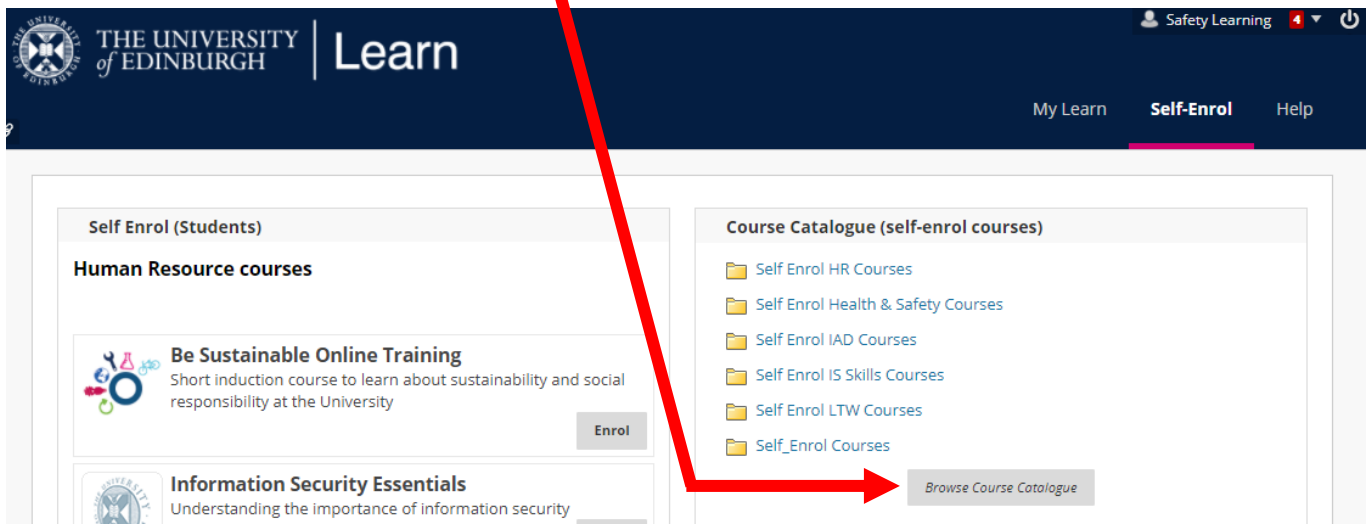 THE UNIVERSITY
of EDINBURGH
Learn
Safety Learning 4
My Learn Self-Enrol Help
Self Enrol (Students)
Human Resource courses
Be Sustainable Online Training
Short induction course to learn about sustainability and social
responsibility at the University
Enrol
Information Security Essentials
Understanding the importance of information security
Course Catalogue (self-enrol courses)
Self Enrol HR Courses
Self Enrol Health & Safety Courses
Self Enrol IAD Courses
Self Enrol IS Skills Courses
Self Enrol LTW Courses
Self_Enrol Courses
Browse Course Catalogue